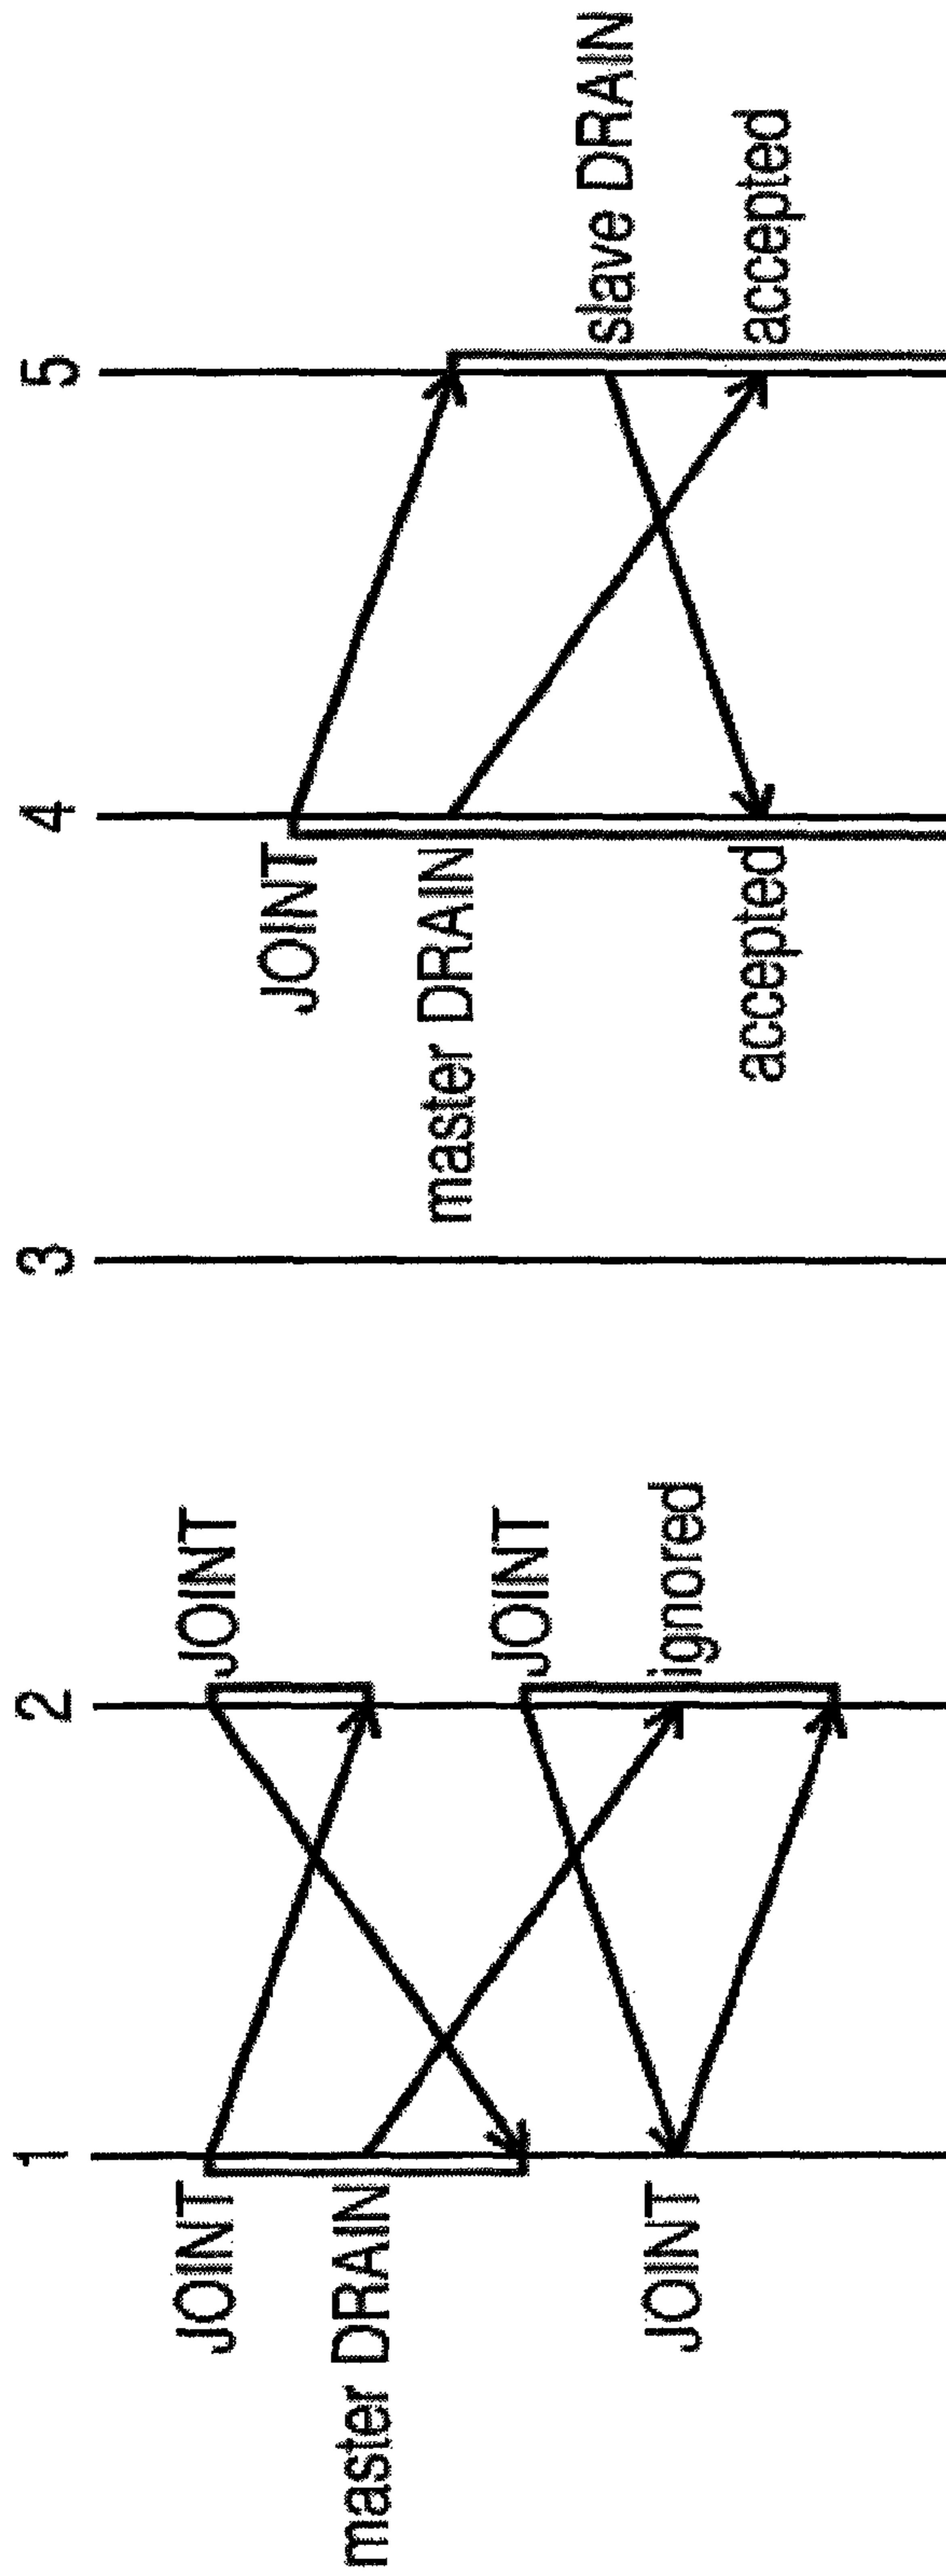 1 2 3 4 5
JOINT JOINT
JOINT
master DRAIN
master DRAIN
JOINT
slave DRAIN
JOINT ignored
accepted accepted